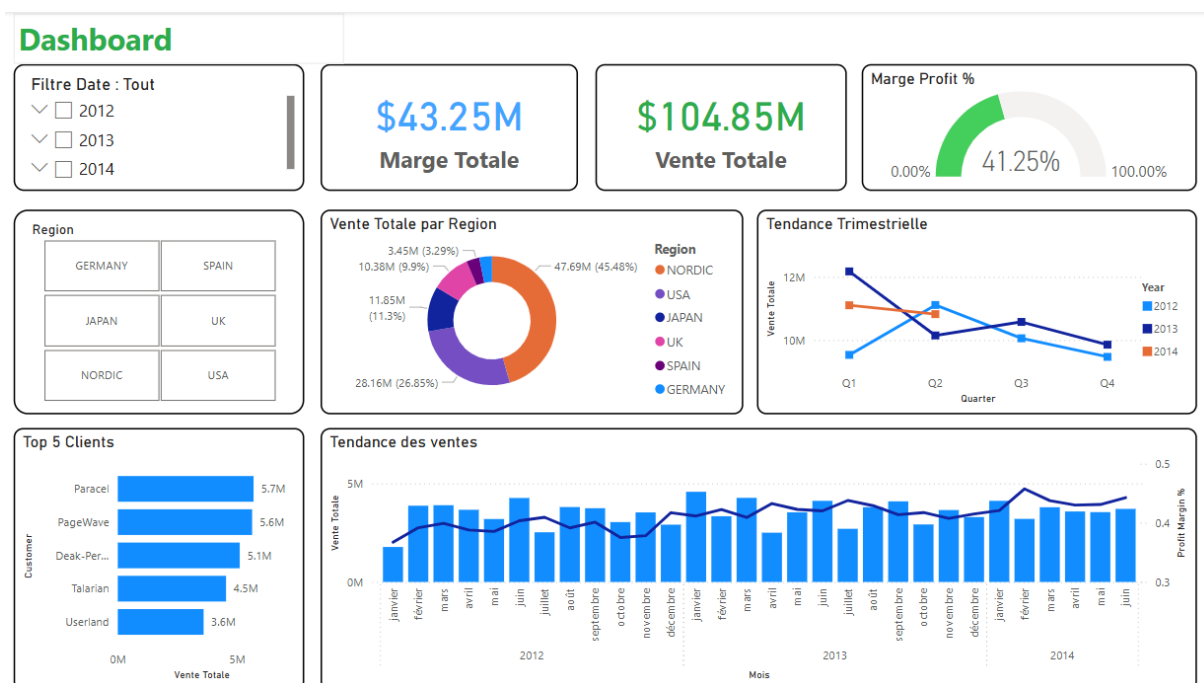 Dashboard
Filtre Date : Tout
2012
2013
2014
$43.25M
Marge Totale
$104.85M
Vente Totale
Marge Profit %
41.25%
0.00%
100.00%
Region
GERMANY
SPAIN
JAPAN
UK
NORDIC
USA
Vente Totale par Region
3.45M (3.29%)
10.38M (9.9%)
11.85M
(11.3%)
28.16M (26.85%)
47.69M (45.48%)
Region
NORDIC
USA
JAPAN
UK
SPAIN
GERMANY
Tendance Trimestrielle
Vente Totale
12M
10M
Q1
Q2
Q3
Q4
Quarter
Year
2012
2013
2014
Top 5 Clients
Customer
Paracel
5.7M
PageWave
5.6M
Deak-Per...
5.1M
Talarian
4.5M
Userland
3.6M
0M
5M
Vente Totale
Tendance des ventes
Vente Totale
5M
0M
0.5
0.4
0.3
Profit Margin %
janvier
février
mars
avril
mai
juin
juillet
août
septembre
octobre
novembre
décembre
janvier
février
mars
avril
mai
juin
juillet
août
septembre
octobre
novembre
décembre
janvier
février
mars
avril
mai
juin
2012
2013
2014
Mois